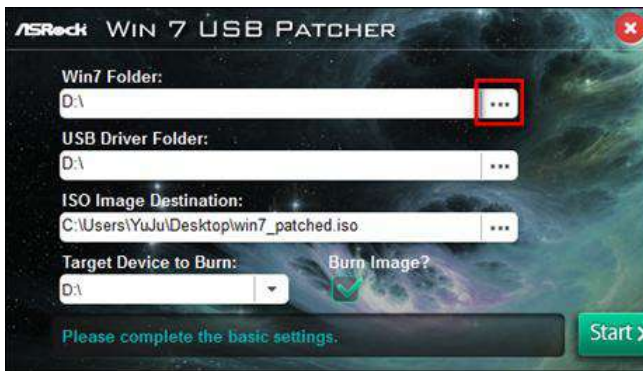 ASRock WIN 7 USB PATCHER
Win7 Folder:
D:\
USB Driver Folder:
D:\
ISO Image Destination:
C:\Users\YuJu\Desktop\win7_patched.iso
Target Device to Burn: Burn Image?
D:\
Please complete the basic settings.
Start